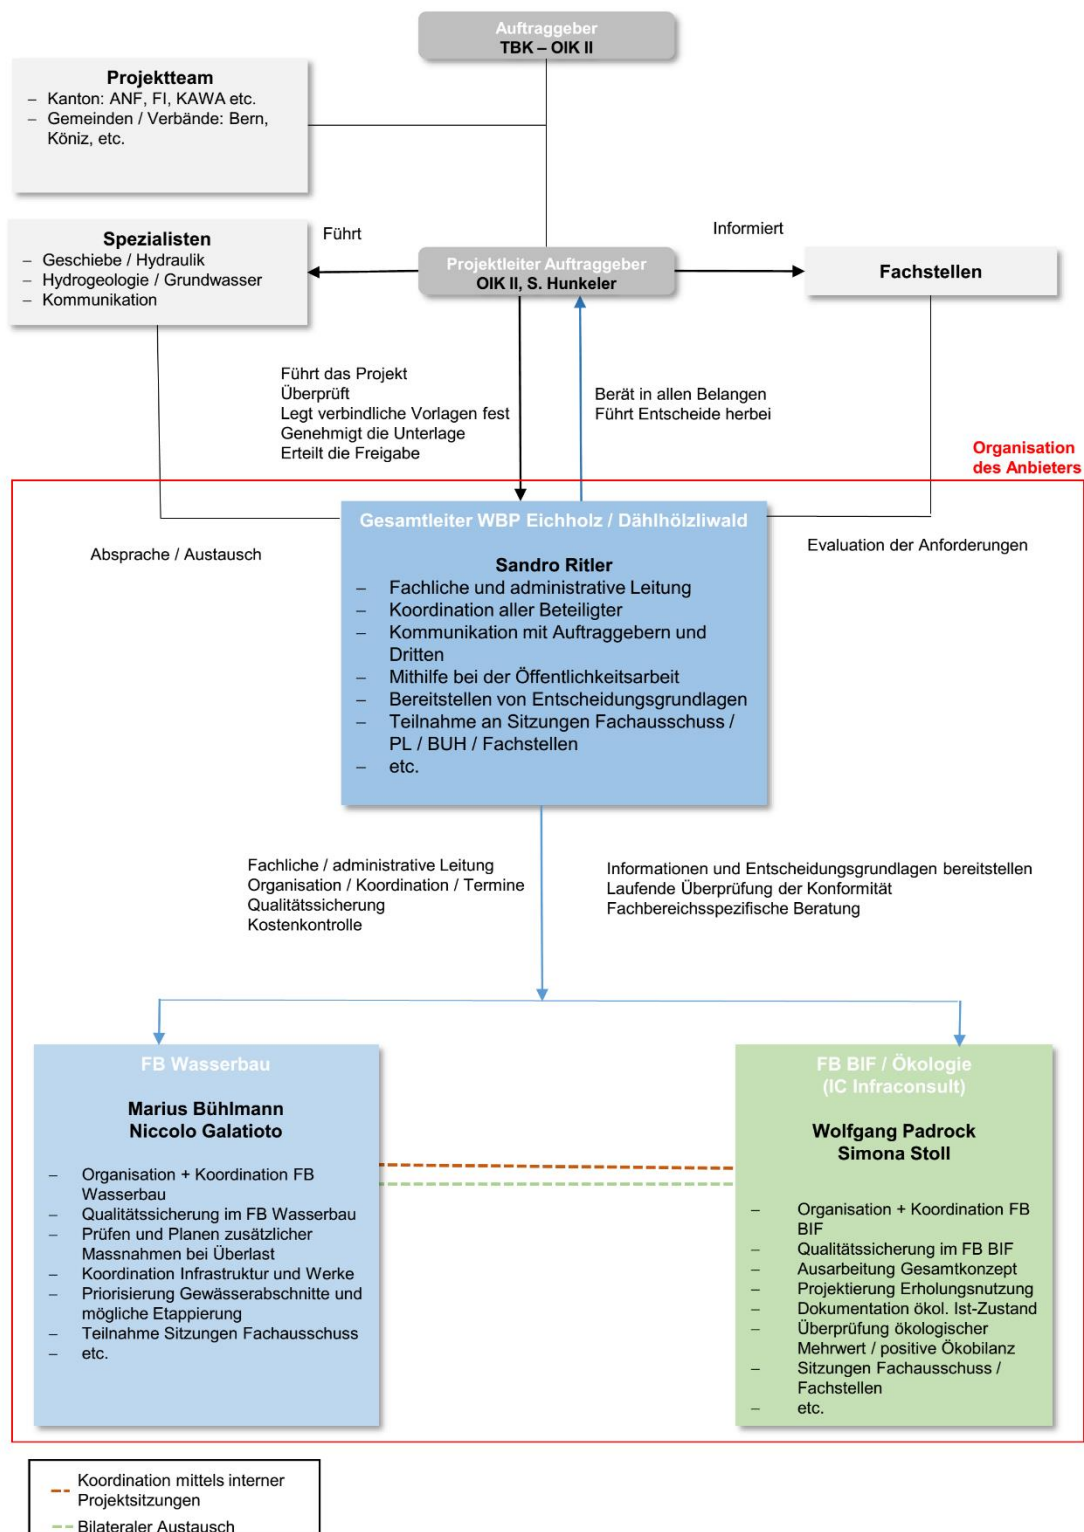 Auftraggeber
TBK – OIK II
Projektteam
– Kanton: ANF, FI, KAWA etc.
– Gemeinden / Verbände: Bern,
Köniz, etc.
Spezialisten
– Geschiebe / Hydraulik
– Hydrogeologie / Grundwasser
– Kommunikation
Führt
Projektleiter Auftraggeber
OIK II, S. Hunkeler
Informiert
Fachstellen
Führt das Projekt
Überprüft
Legt verbindliche Vorlagen fest
Genehmigt die Unterlage
Erteilt die Freigabe
Berät in allen Belangen
Führt Entscheide herbei
Organisation
des Anbieters
Absprache / Austausch
Gesamtleiter WBP Eichholz / Dählhölzliwald
Sandro Ritler
– Fachliche und administrative Leitung
– Koordination aller Beteiligter
– Kommunikation mit Auftraggebern und
Dritten
– Mithilfe bei der Öffentlichkeitsarbeit
– Bereitstellen von Entscheidungsgrundlagen
– Teilnahme an Sitzungen Fachausschuss /
PL / BUH / Fachstellen
– etc.
Evaluation der Anforderungen
Fachliche / administrative Leitung
Organisation / Koordination / Termine
Qualitätssicherung
Kostenkontrolle
Informationen und Entscheidungsgrundlagen bereitstellen
Laufende Überprüfung der Konformität
Fachbereichsspezifische Beratung
FB Wasserbau
Marius Bühlmann
Niccolo Galatioto
– Organisation + Koordination FB
Wasserbau
– Qualitätssicherung im FB Wasserbau
– Prüfen und Planen zusätzlicher
Massnahmen bei Überlast
– Koordination Infrastruktur und Werke
– Priorisierung Gewässerabschnitte und
mögliche Etappierung
– Teilnahme Sitzungen Fachausschuss
– etc.
FB BIF / Ökologie
(IC Infraconsult)
Wolfgang Padrock
Simona Stoll
– Organisation + Koordination FB
BIF
– Qualitätssicherung im FB BIF
– Ausarbeitung Gesamtkonzept
– Projektierung Erholungsnutzung
– Dokumentation ökol. Ist-Zustand
– Überprüfung ökologischer
Mehrwert / positive Ökobilanz
– Sitzungen Fachausschuss /
Fachstellen
– etc.
Koordination mittels interner
Projektsitzungen
Bilateraler Austausch